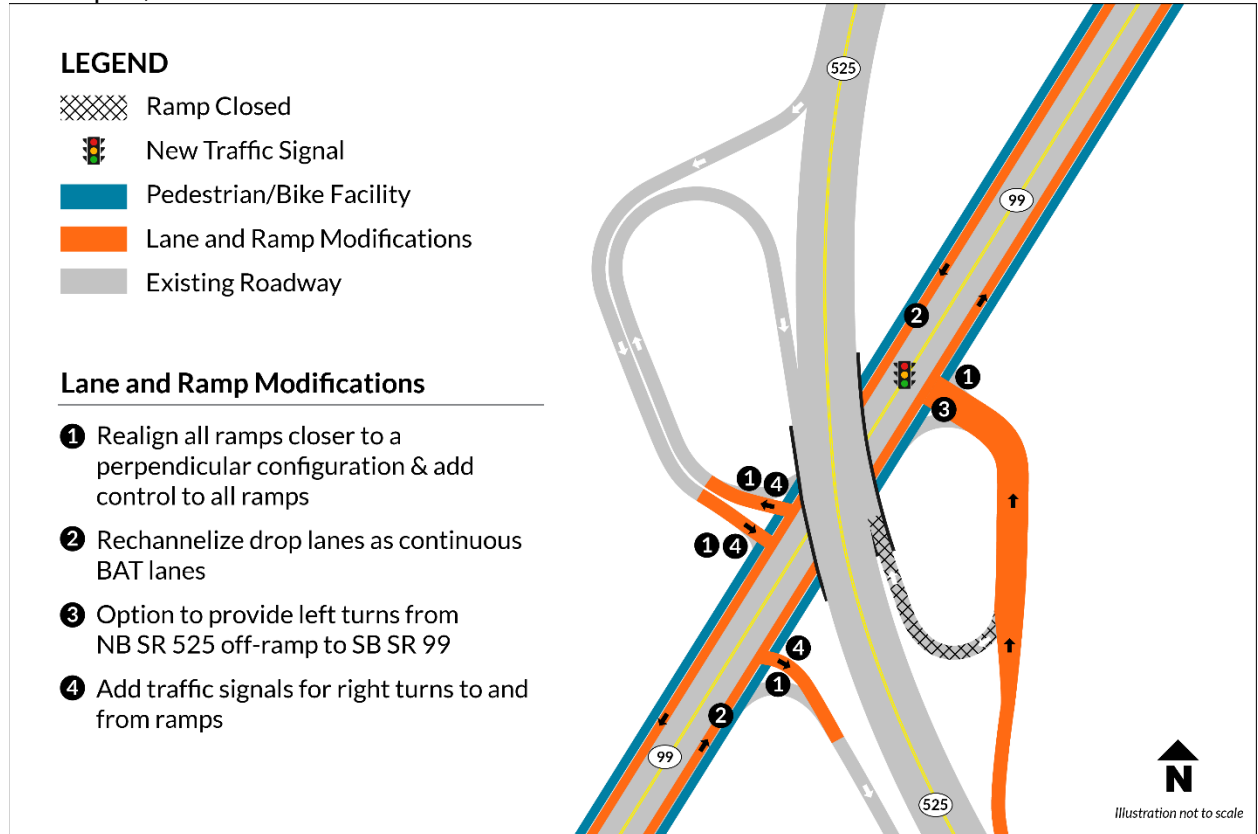 LEGEND
Ramp Closed
New Traffic Signal
Pedestrian/Bike Facility
Lane and Ramp Modifications
Existing Roadway
Lane and Ramp Modifications
1 Realign all ramps closer to a
perpendicular configuration & add
control to all ramps
2 Rechannelize drop lanes as continuous
BAT lanes
3 Option to provide left turns from
NB SR 525 off-ramp to SB SR 99
4 Add traffic signals for right turns to and
from ramps
525
99
2
1
3
1 4
1 4
4
1
2
99
525
N
Illustration not to scale